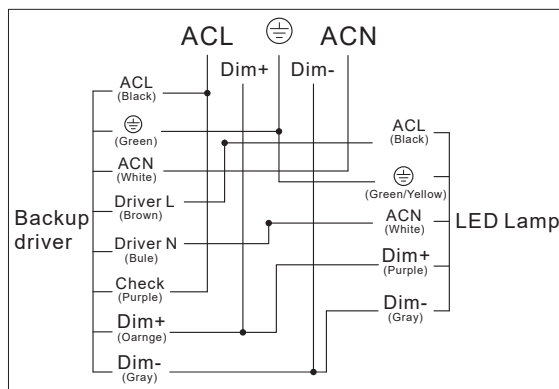 ACL
ACN
Dim+
Dim-
ACL
(Black)
(Green)
ACN
(White)
Driver L
(Brown)
Backup
driver
Driver N
(Bule)
Check
(Purple)
Dim+
(Oarnge)
Dim-
(Gray)
ACL
(Black)
(Green/Yellow)
ACN
(White)
LED Lamp
Dim+
(Purple)
Dim-
(Gray)